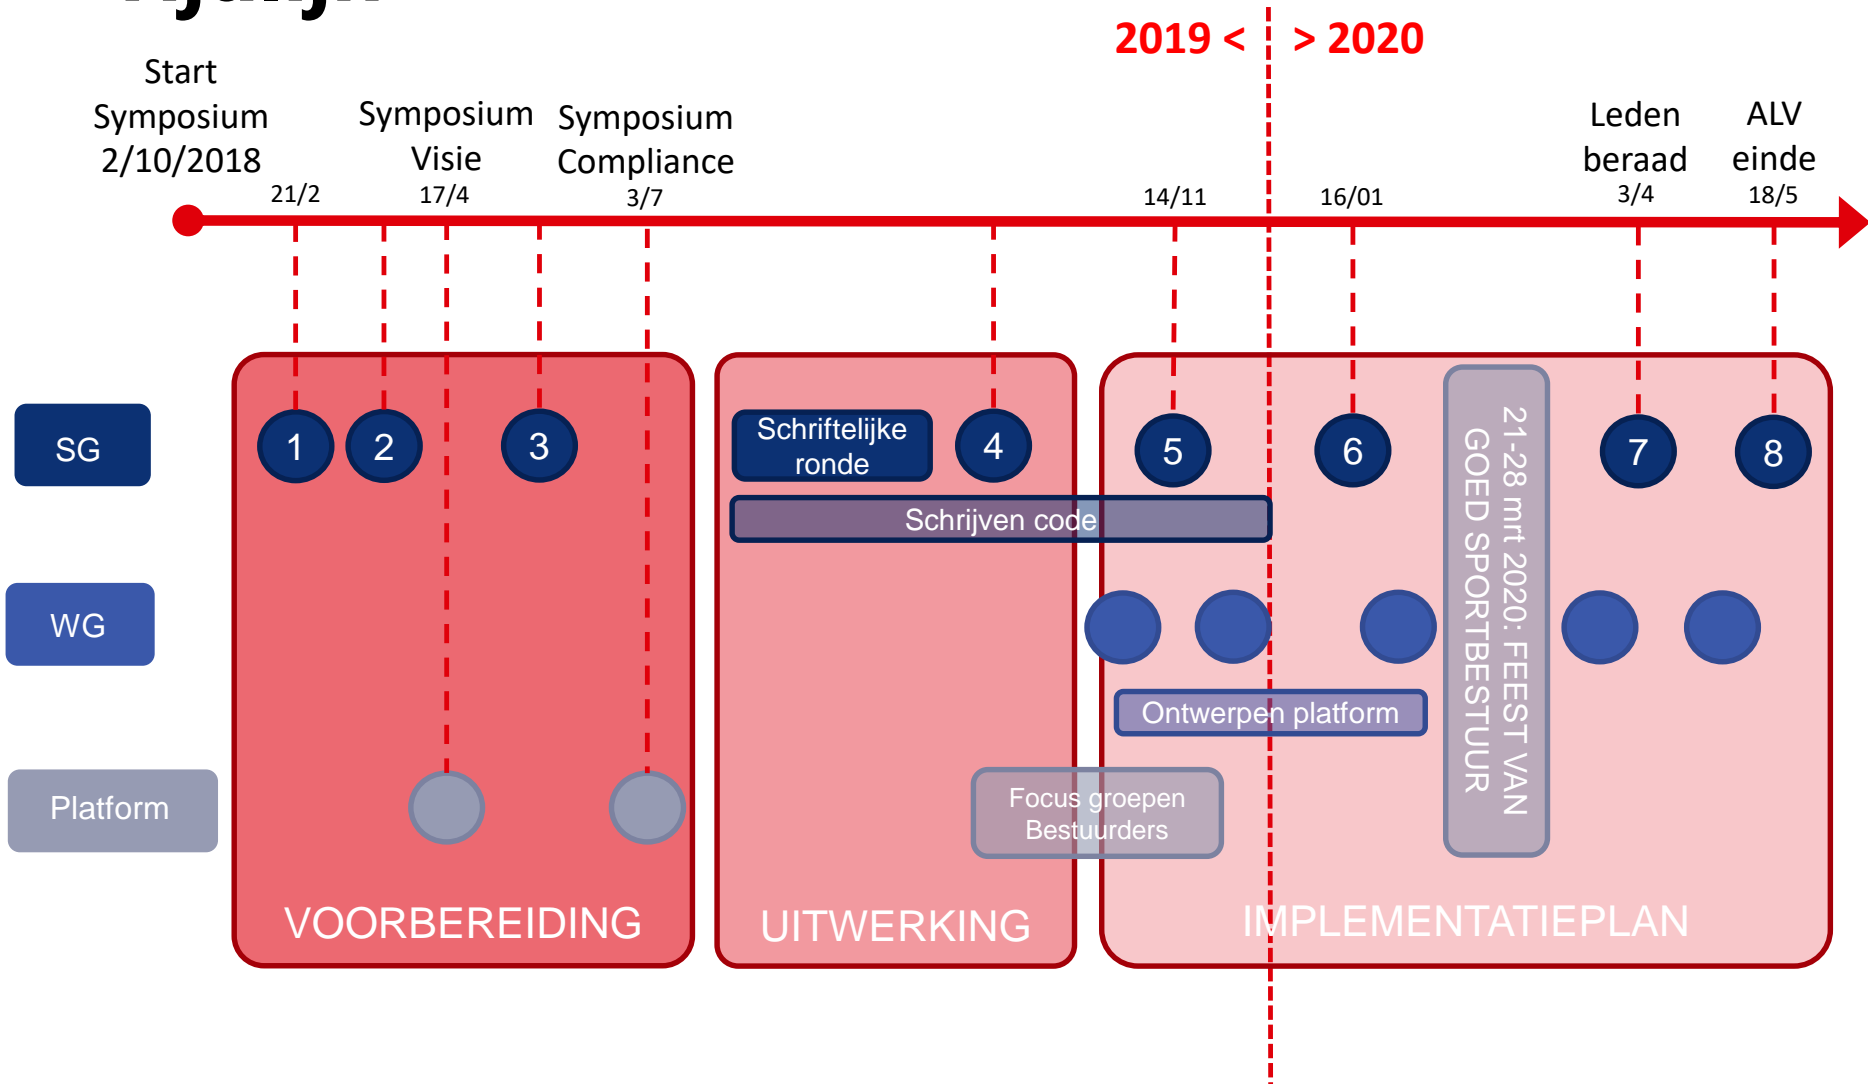 2019 <
> 2020
Start
Symposium
2/10/2018
Symposium
Visie
Symposium
Compliance
Leden
beraad
ALV
einde
21/2
17/4
3/7
14/11
16/01
3/4
18/5
SG
1
2
3
Schriftelijke
ronde
4
5
6
7
8
Schrijven code
21-28 mrt 2020: FEEST VAN
GOED SPORTBESTUUR
WG
Ontwerpen platform
Platform
Focus groepen
Bestuurders
VOORBEREIDING
UITWERKING
IMPLEMENTATIEPLAN